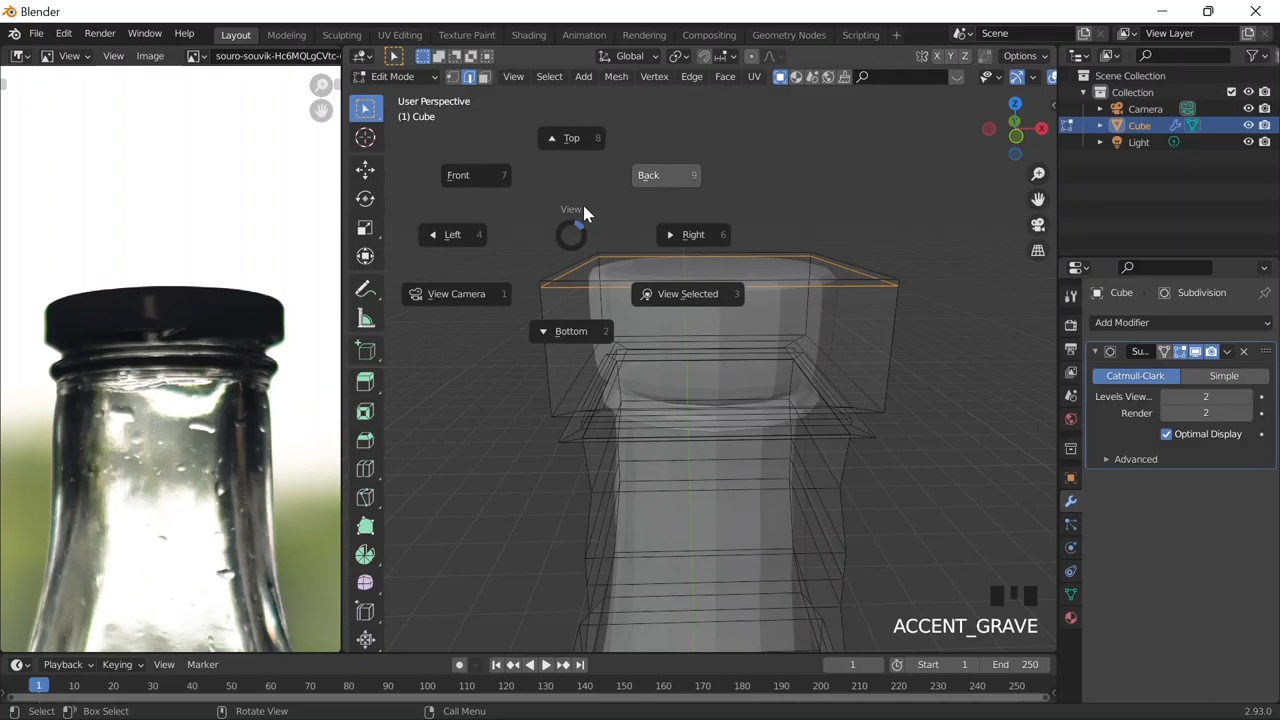 Blender
File Edit Render Window Help Layout Modeling Sculpting UV Editing Texture Paint Shading Animation Rendering Compositing Geometry Nodes Scripting + Scene View Layer
View View Image souro-souvik-Hc6MQLgCVtc- Global X Y Z Options
Edit Mode View Select Add Mesh Vertex Edge Face UV
Scene Collection
Collection
Camera
Cube
Light
User Perspective
(1) Cube
Z
Y
X
View
Top 8
Front 7
Back 9
Left 4
Right 6
View Camera 1
View Selected 3
Bottom 2
Cube Subdivision
Add Modifier
Su...
Catmull-Clark Simple
Levels View... 2
Render 2
Optimal Display
Advanced
ACCENT_GRAVE
Playback Keying View Marker 1 Start 1 End 250
1 10 20 30 40 50 60 70 80 90 100 110 120 130 140 150 160 170 180 190 200 210 220 230 240 250
Select Box Select Rotate View Call Menu 2.93.0